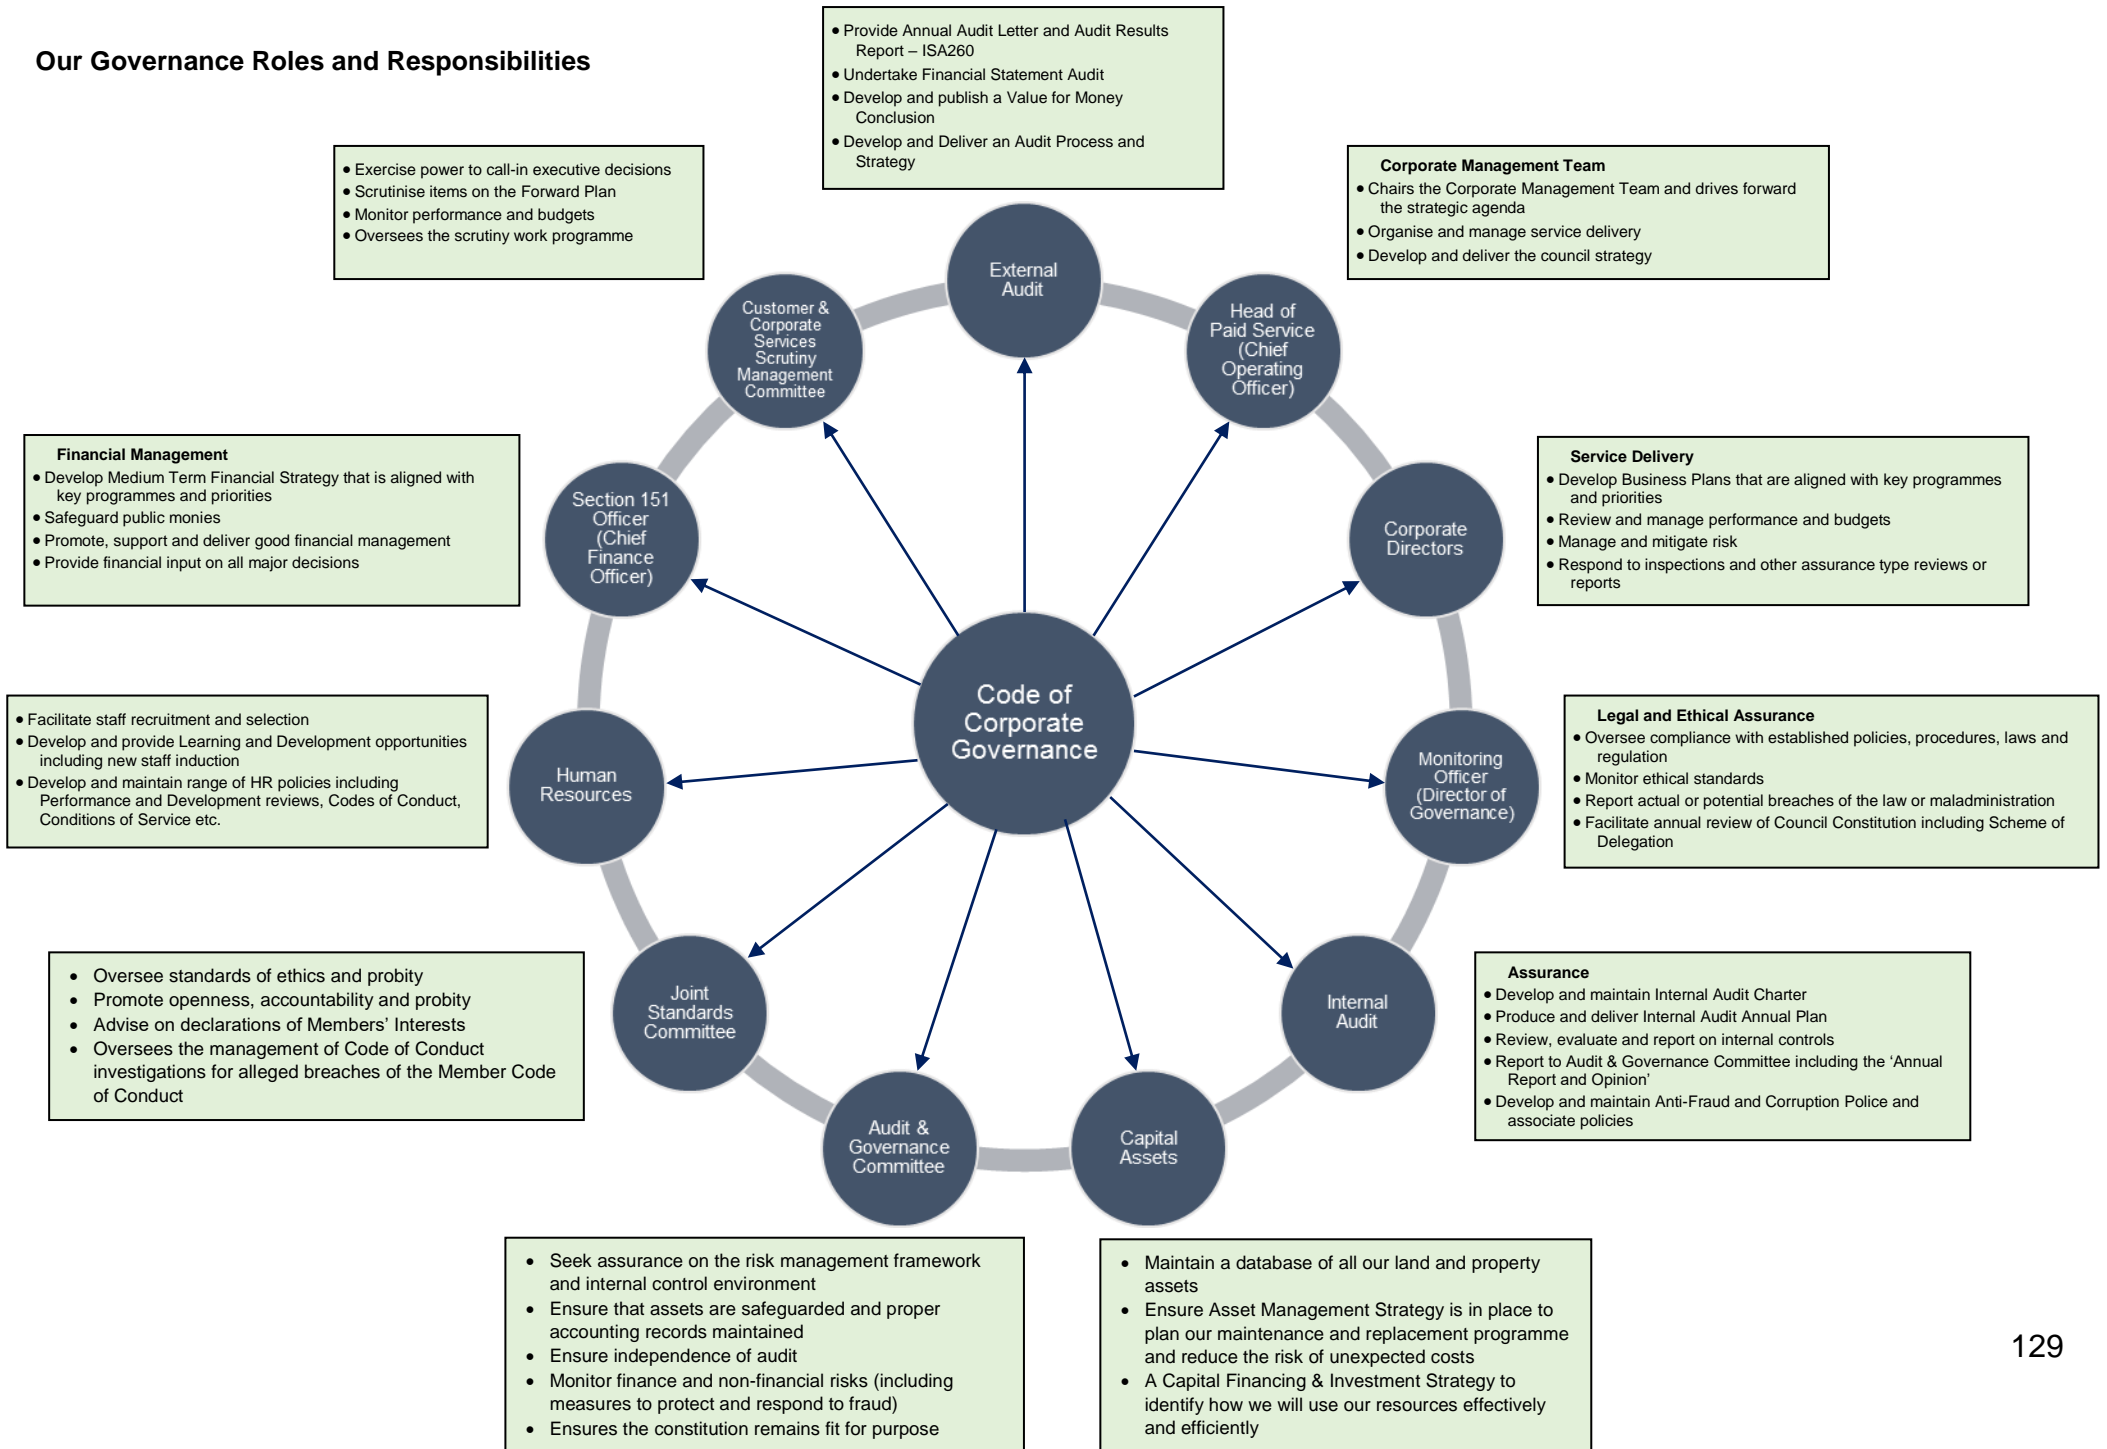 Our Governance Roles and Responsibilities
• Provide Annual Audit Letter and Audit Results
Report – ISA260
• Undertake Financial Statement Audit
• Develop and publish a Value for Money
Conclusion
• Develop and Deliver an Audit Process and
Strategy
• Exercise power to call-in executive decisions
• Scrutinise items on the Forward Plan
• Monitor performance and budgets
• Oversees the scrutiny work programme
Corporate Management Team
• Chairs the Corporate Management Team and drives forward
the strategic agenda
• Organise and manage service delivery
• Develop and deliver the council strategy
External
Audit
Customer &
Corporate
Services
Scrutiny
Management
Committee
Head of
Paid Service
(Chief
Operating
Officer)
Financial Management
• Develop Medium Term Financial Strategy that is aligned with
key programmes and priorities
• Safeguard public monies
• Promote, support and deliver good financial management
• Provide financial input on all major decisions
Section 151
Officer
(Chief
Finance
Officer)
Corporate
Directors
Service Delivery
• Develop Business Plans that are aligned with key programmes
and priorities
• Review and manage performance and budgets
• Manage and mitigate risk
• Respond to inspections and other assurance type reviews or
reports
Code of
Corporate
Governance
• Facilitate staff recruitment and selection
• Develop and provide Learning and Development opportunities
including new staff induction
• Develop and maintain range of HR policies including
Performance and Development reviews, Codes of Conduct,
Conditions of Service etc.
Human
Resources
Monitoring
Officer
(Director of
Governance)
Legal and Ethical Assurance
• Oversee compliance with established policies, procedures, laws and
regulation
• Monitor ethical standards
• Report actual or potential breaches of the law or maladministration
• Facilitate annual review of Council Constitution including Scheme of
Delegation
• Oversee standards of ethics and probity
• Promote openness, accountability and probity
• Advise on declarations of Members’ Interests
• Oversees the management of Code of Conduct
investigations for alleged breaches of the Member Code
of Conduct
Joint
Standards
Committee
Internal
Audit
Assurance
• Develop and maintain Internal Audit Charter
• Produce and deliver Internal Audit Annual Plan
• Review, evaluate and report on internal controls
• Report to Audit & Governance Committee including the ‘Annual
Report and Opinion’
• Develop and maintain Anti-Fraud and Corruption Police and
associate policies
Audit &
Governance
Committee
Capital
Assets
• Seek assurance on the risk management framework
and internal control environment
• Ensure that assets are safeguarded and proper
accounting records maintained
• Ensure independence of audit
• Monitor finance and non-financial risks (including
measures to protect and respond to fraud)
• Ensures the constitution remains fit for purpose
• Maintain a database of all our land and property
assets
• Ensure Asset Management Strategy is in place to
plan our maintenance and replacement programme
and reduce the risk of unexpected costs
• A Capital Financing & Investment Strategy to
identify how we will use our resources effectively
and efficiently
129